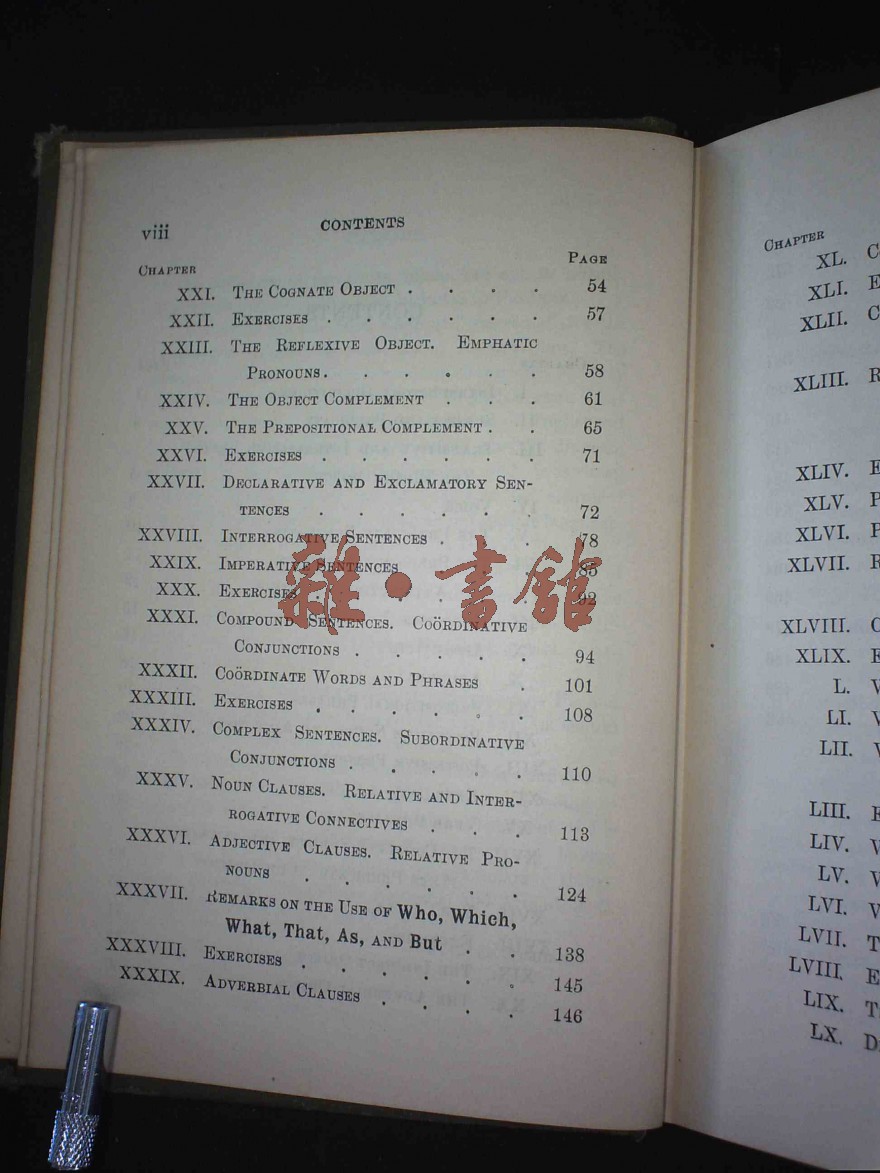 viii CONTENTS
CHAPTER PAGE
XXI. THE COGNATE OBJECT . . . . 54
XXII. EXERCISES . . . . . . 57
XXIII. THE REFLEXIVE OBJECT. EMPHATIC
PRONOUNS . . . . . . 58
XXIV. THE OBJECT COMPLEMENT . . . 61
XXV. THE PREPOSITIONAL COMPLEMENT . . 65
XXVI. EXERCISES . . . . . . 71
XXVII. DECLARATIVE AND EXCLAMATORY SEN-
TENCES . . . . . . 72
XXVIII. INTERROGATIVE SENTENCES . . . 78
XXIX. IMPERATIVE SENTENCES . . . 85
XXX. EXERCISES . . . . . . 92
XXXI. COMPOUND SENTENCES. COÖRDINATIVE
CONJUNCTIONS . . . . . 94
XXXII. COÖRDINATE WORDS AND PHRASES . 101
XXXIII. EXERCISES . . . . . . 108
XXXIV. COMPLEX SENTENCES. SUBORDINATIVE
CONJUNCTIONS . . . . . 110
XXXV. NOUN CLAUSES. RELATIVE AND INTER-
ROGATIVE CONNECTIVES . . . 113
XXXVI. ADJECTIVE CLAUSES. RELATIVE PRO-
NOUNS . . . . . . 124
XXXVII. REMARKS ON THE USE OF Who, Which,
What, That, As, AND But . . 138
XXXVIII. EXERCISES . . . . . . 145
XXXIX. ADVERBIAL CLAUSES . . . . 146
雜·書館
CHAPTER
XL. C
XLI. E
XLII. C
XLIII. R
XLIV. E
XLV. P
XLVI. P
XLVII. R
XLVIII. C
XLIX. E
L. V
LI. V
LII. V
LIII. E
LIV. V
LV. V
LVI. V
LVII. T
LVIII. E
LIX. T
LX. D